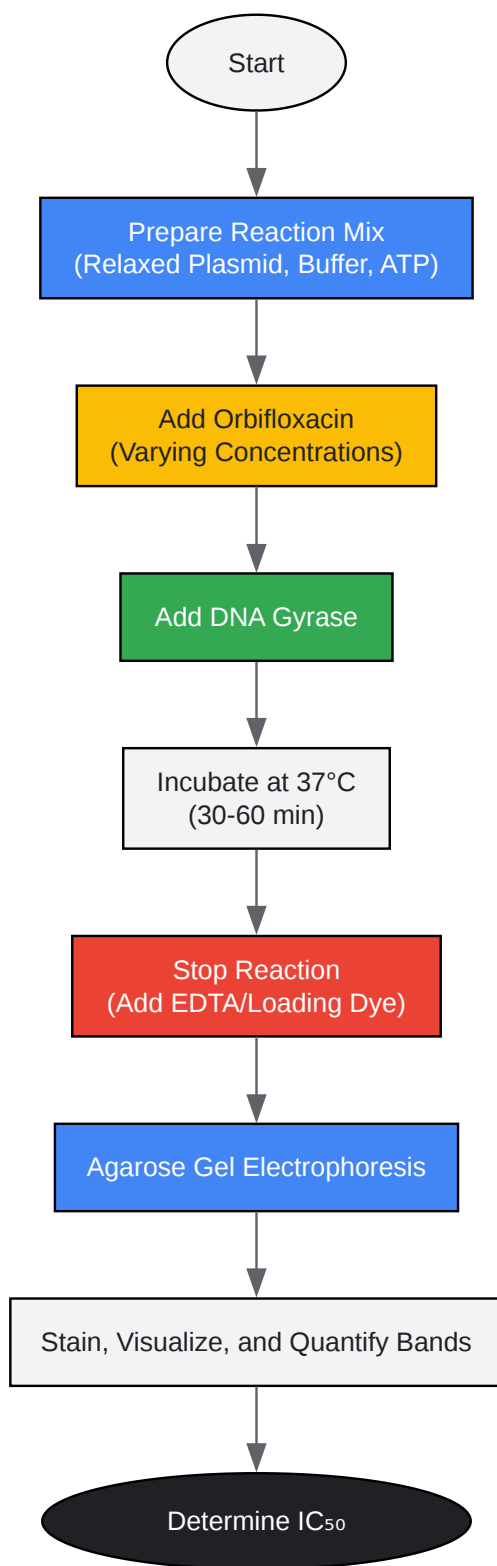 Start
Prepare Reaction Mix
(Relaxed Plasmid, Buffer, ATP)
Add Orbifloxacin
(Varying Concentrations)
Add DNA Gyrase
Incubate at 37°C
(30-60 min)
Stop Reaction
(Add EDTA/Loading Dye)
Agarose Gel Electrophoresis
Stain, Visualize, and Quantify Bands
Determine IC₅₀